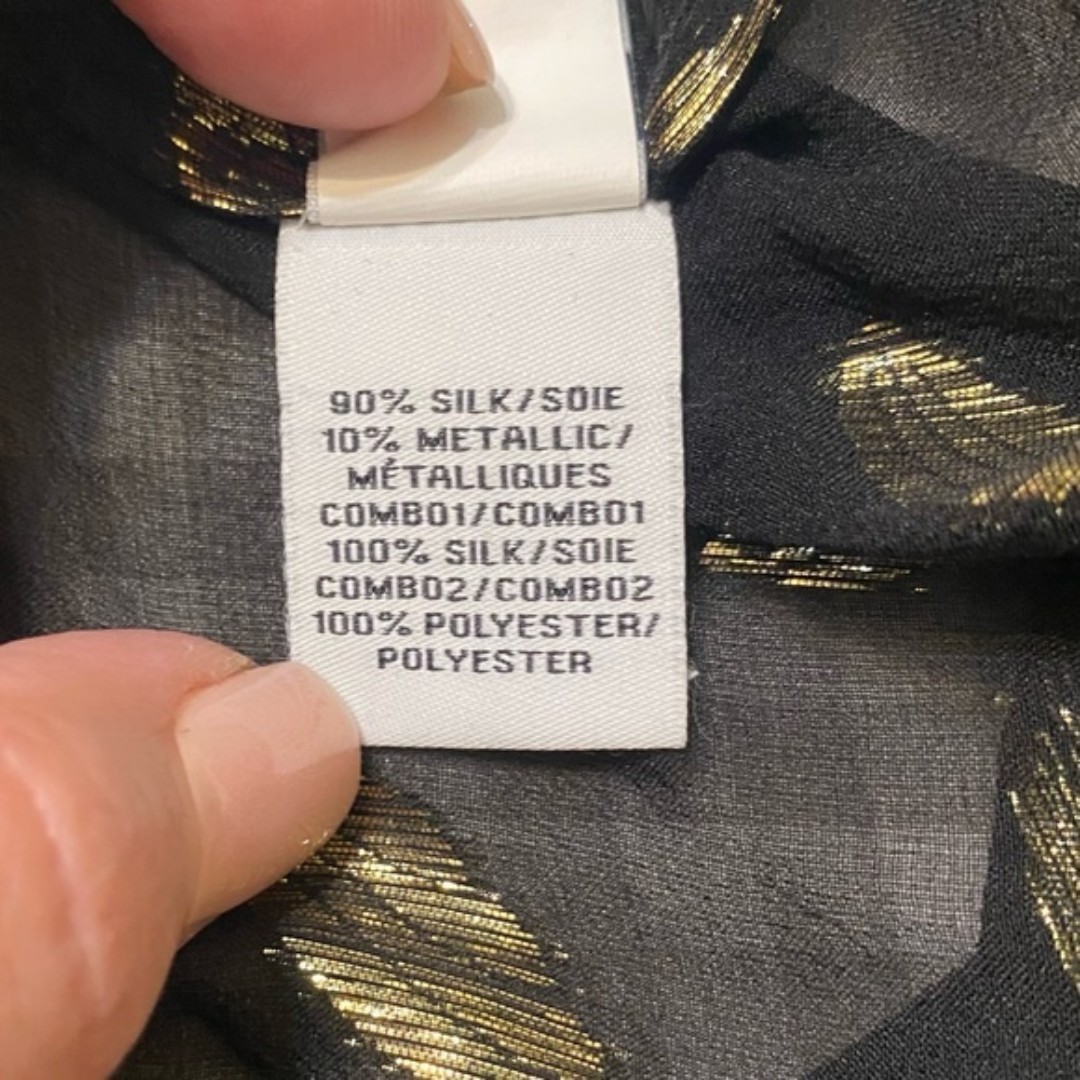 90% SILK/SOIE
10% METALLIC/
MÉTALLIQUES
COMBO1/COMBO1
100% SILK/SOIE
COMBO2/COMBO2
100% POLYESTER/
POLYESTER